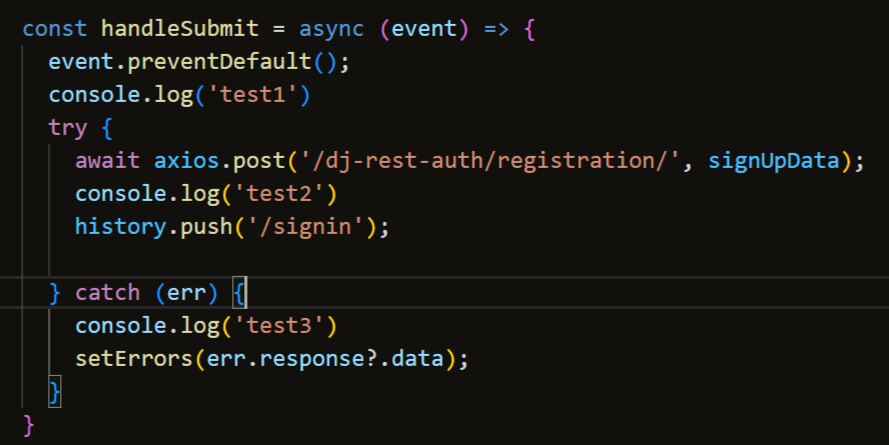 const handleSubmit = async (event) => {
event.preventDefault();
console.log('test1')
try {
await axios.post('/dj-rest-auth/registration/', signUpData);
console.log('test2')
history.push('/signin');
} catch (err) {
console.log('test3')
setErrors(err.response?.data);
}
}